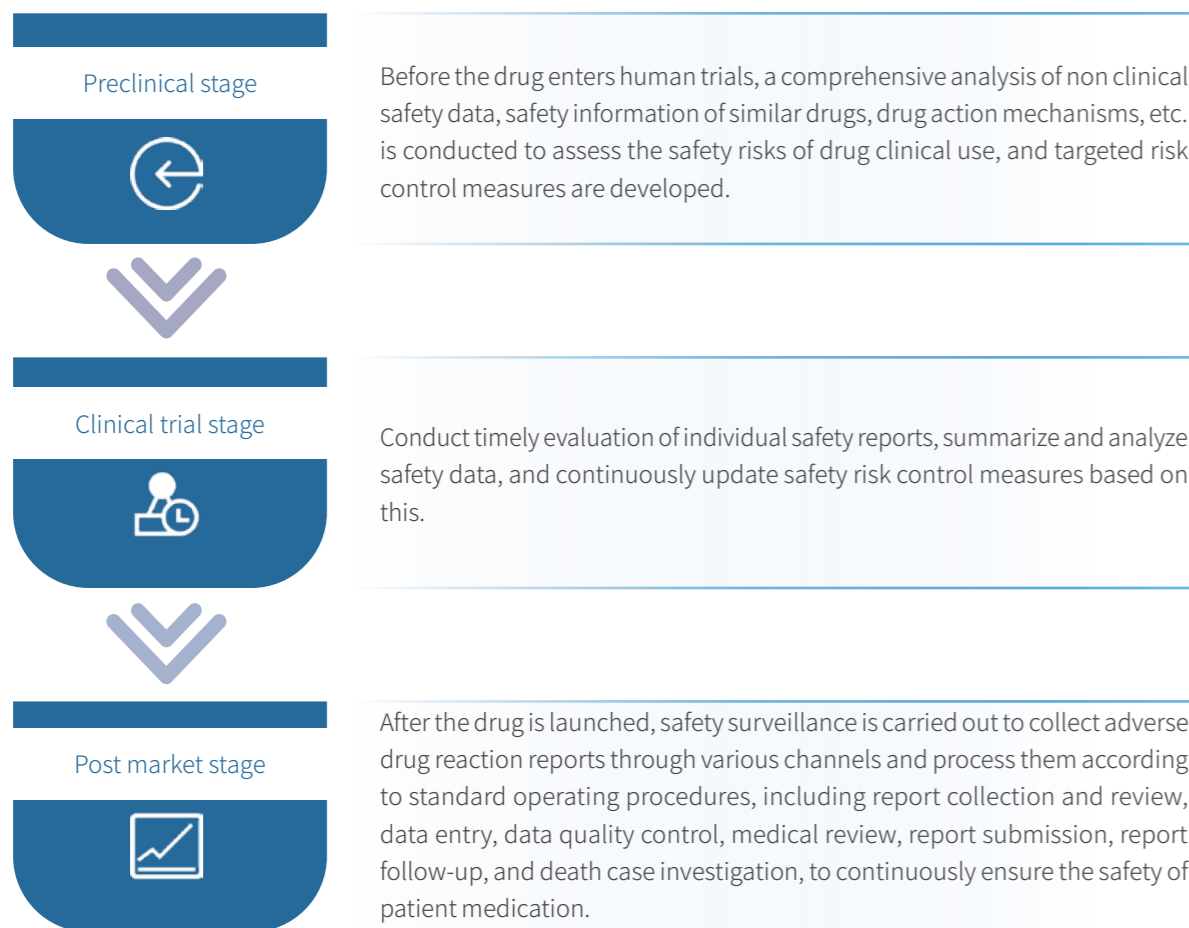 Preclinical stage
Before the drug enters human trials, a comprehensive analysis of non clinical
safety data, safety information of similar drugs, drug action mechanisms, etc.
is conducted to assess the safety risks of drug clinical use, and targeted risk
control measures are developed.
Clinical trial stage
Conduct timely evaluation of individual safety reports, summarize and analyze
safety data, and continuously update safety risk control measures based on
this.
Post market stage
After the drug is launched, safety surveillance is carried out to collect adverse
drug reaction reports through various channels and process them according
to standard operating procedures, including report collection and review,
data entry, data quality control, medical review, report submission, report
follow-up, and death case investigation, to continuously ensure the safety of
patient medication.